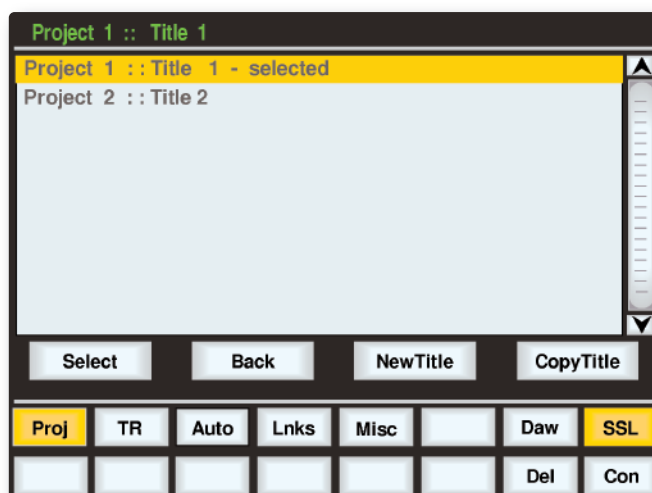 Project 1 :: Title 1
Project 1 :: Title 1 - selected
Project 2 :: Title 2
Select Back NewTitle CopyTitle
Proj TR Auto Lnks Misc Daw SSL
Del Con